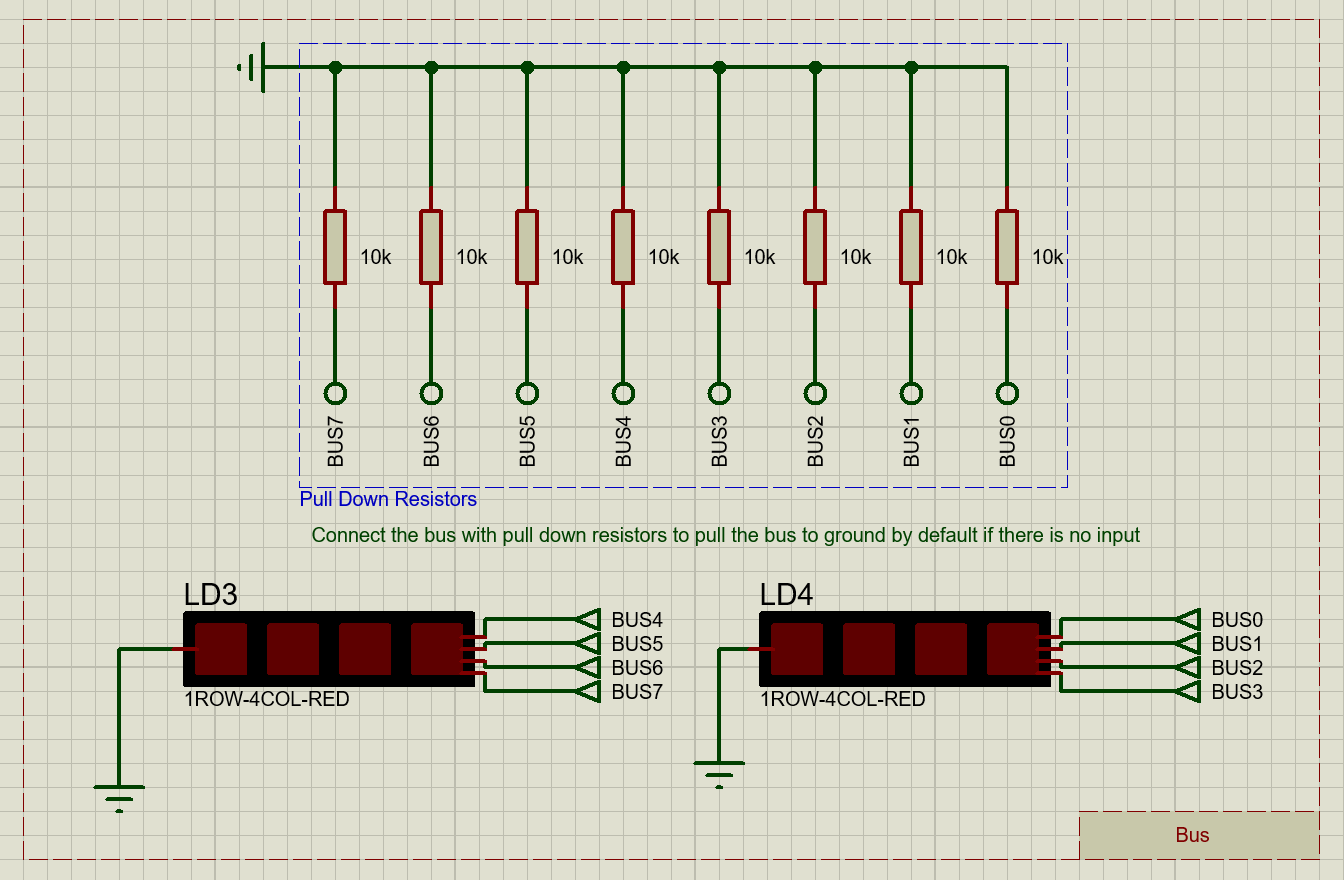 10k 10k 10k 10k 10k 10k 10k 10k
BUS7 BUS6 BUS5 BUS4 BUS3 BUS2 BUS1 BUS0
Pull Down Resistors
Connect the bus with pull down resistors to pull the bus to ground by default if there is no input
LD3
BUS4
BUS5
BUS6
BUS7
1ROW-4COL-RED
LD4
BUS0
BUS1
BUS2
BUS3
1ROW-4COL-RED
Bus